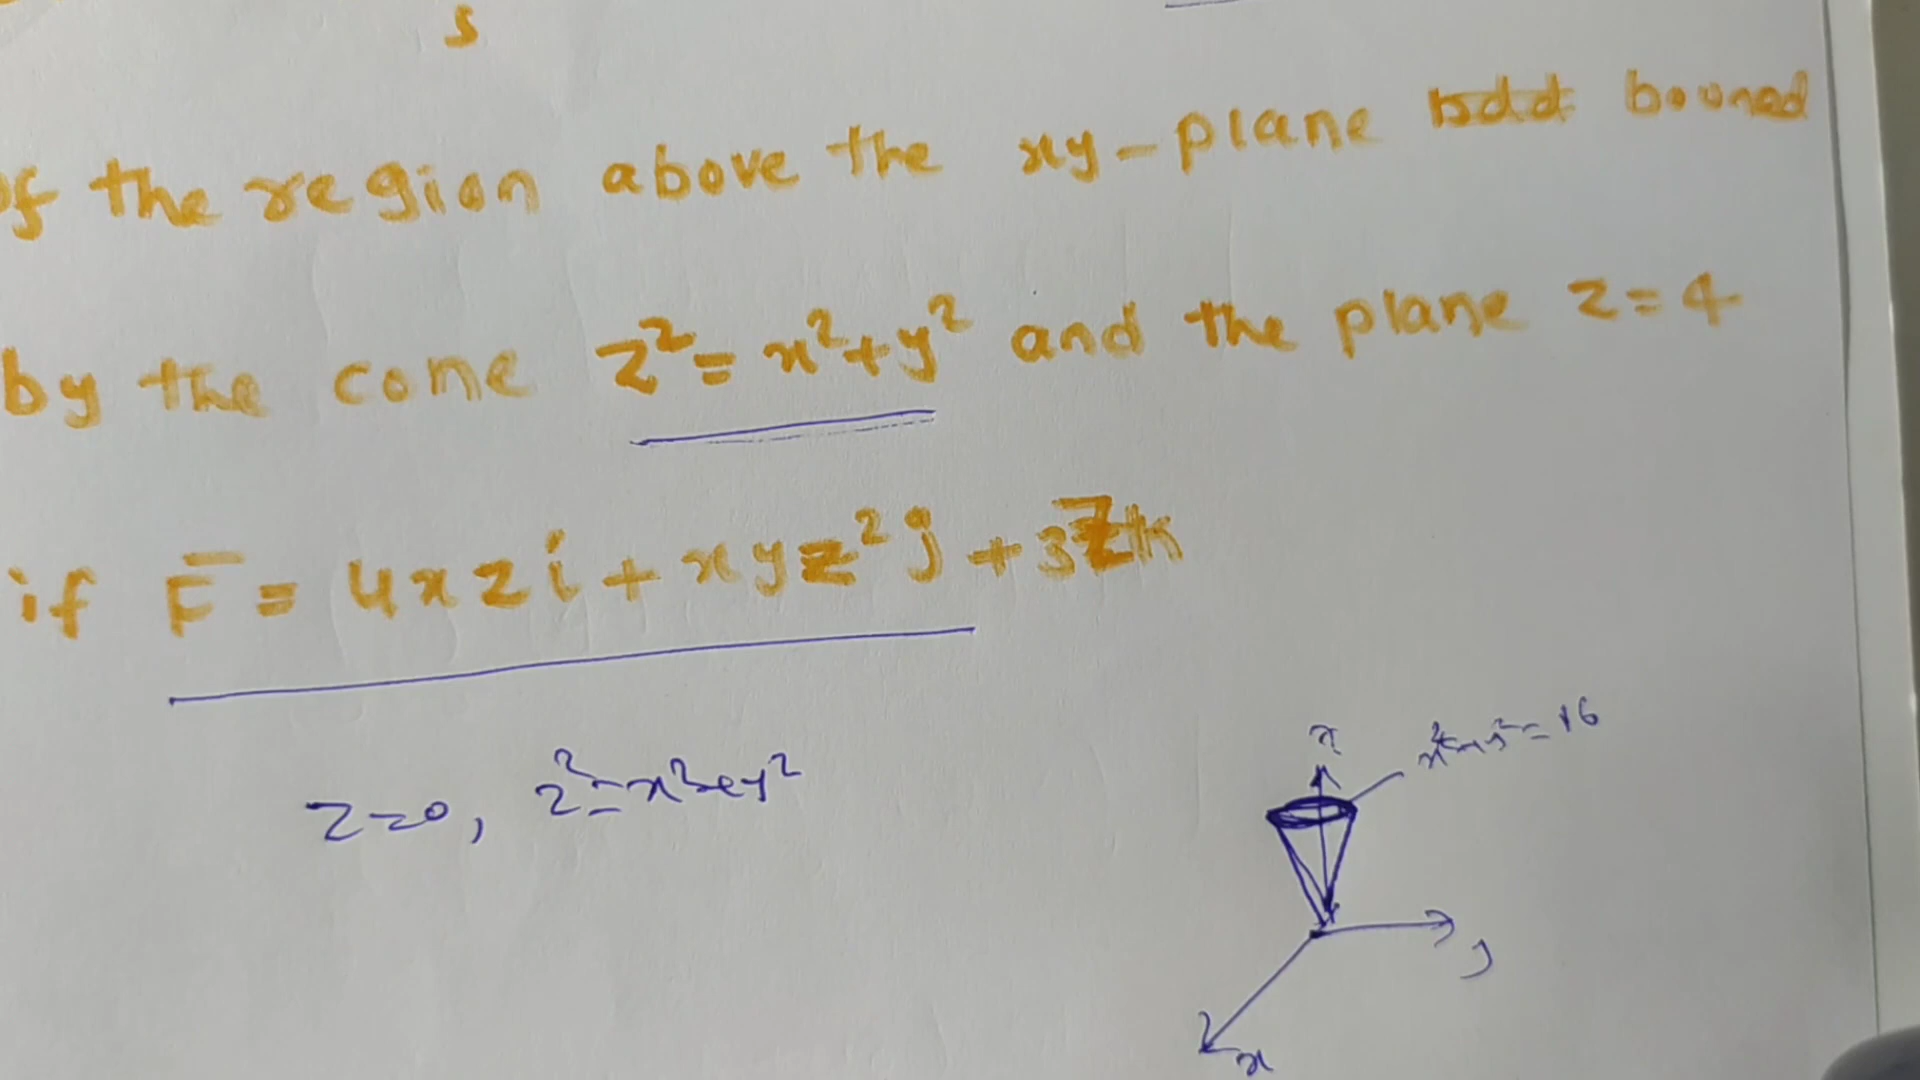 s
of the region above the xy-plane bounded
by the cone z²=x²+y² and the plane z=4
if F̅ = 4xzi+xyz²j+3zk
z=0, z²=x²+y²
z
x²+y²=16
y
x